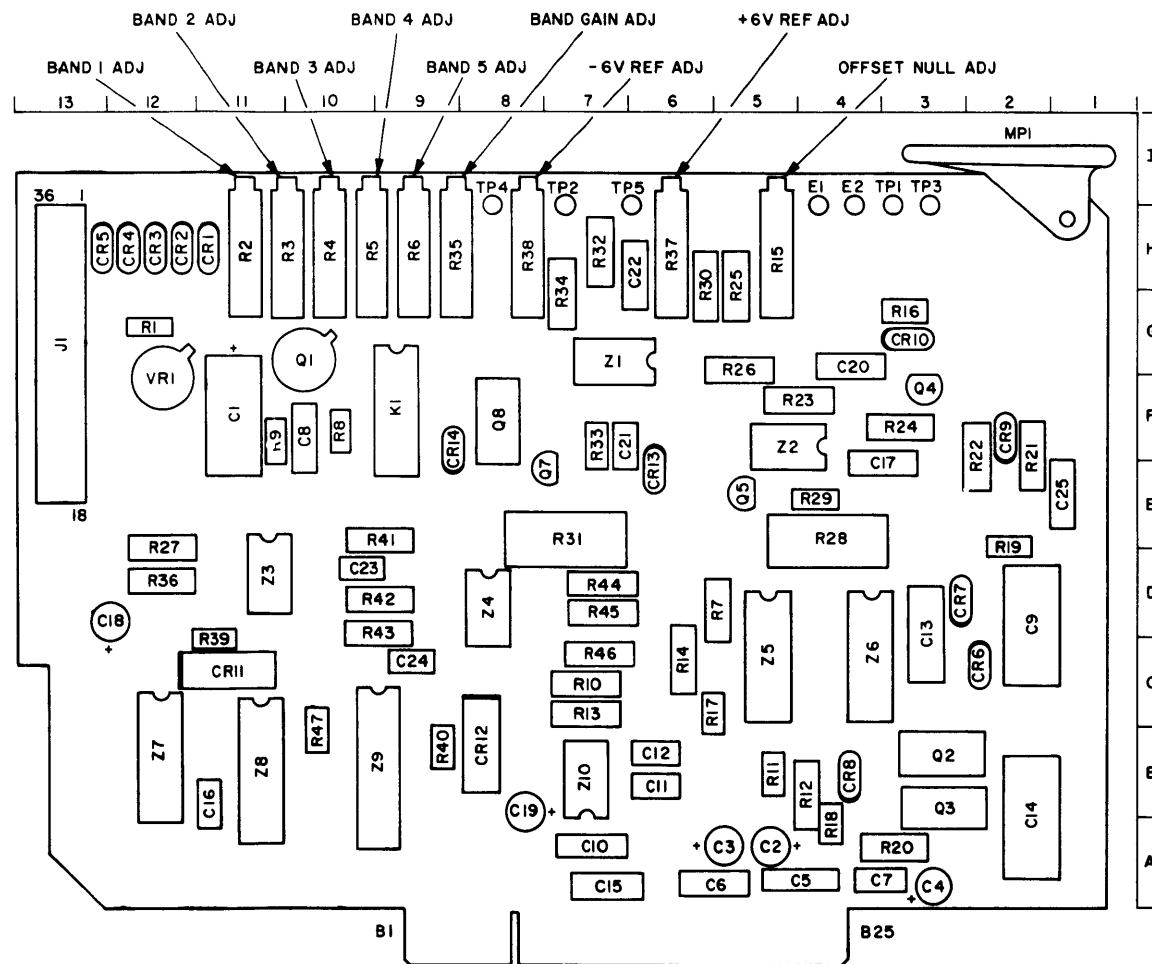 BAND 2 ADJ BAND 4 ADJ BAND GAIN ADJ +6V REF ADJ
BAND 1 ADJ BAND 3 ADJ BAND 5 ADJ -6V REF ADJ OFFSET NULL ADJ
13 12 11 10 9 8 7 6 5 4 3 2 1
MP1
I
36 1
TP4 TP2 TP5 E1 E2 TP1 TP3
CR5 CR4 CR3 CR2 CR1 R2 R3 R4 R5 R6 R35 R38 R34 R32 C22 R37 R30 R25 R15
H
R1 R16
J1 VR1 + Q1 Z1 CR10
G
R26 C20
C1 K1 Q8 R23 Q4
F
C8 R8 CR14 R33 C21 CR13 Z2 R24 R22 CR9 R21
Q7 C17
Q5 R29 C25
E
18
R27 R41 R31 R28 R19
R36 Z3 C23 Z4 R44 R7
D
C18 R42 R45 Z5 Z6 C13 CR7 C9
+
R39 R43 R14
CR11 C24 R46 CR6
C
R10 R17
Z7 Z8 R47 Z9 R40 CR12 R13
C12 R11 CR8 Q2
B
C16 Z10 C11 R12 Q3 C14
C19 + R18
C10 + C3 C2 + R20
A
C15 C6 C5 C7 C4
+
B1 B25